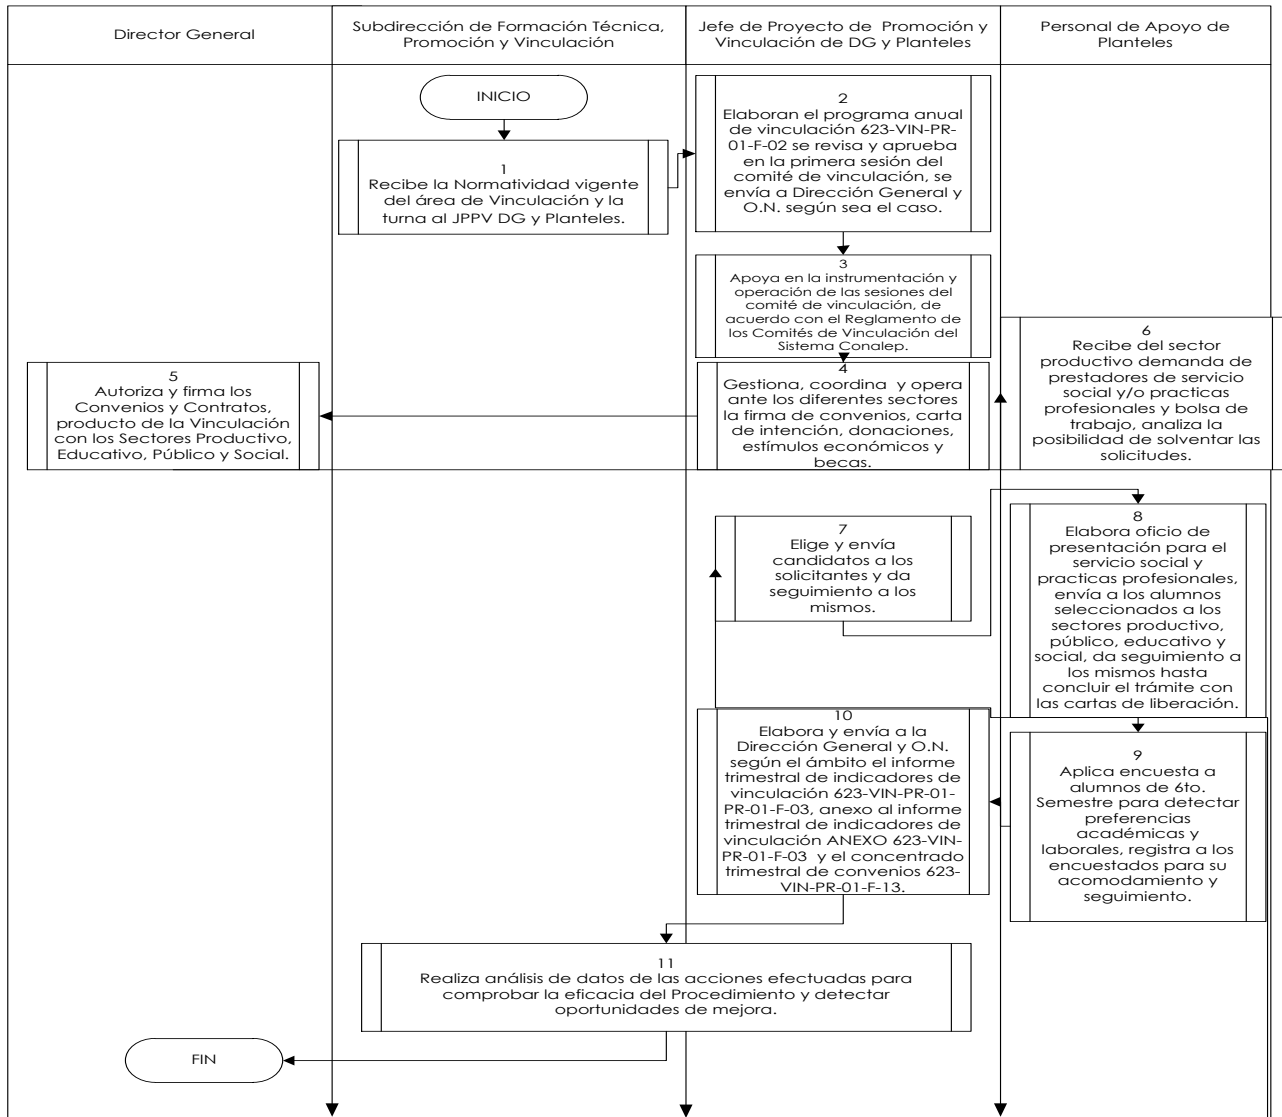 Director General
Subdirección de Formación Técnica,
Promoción y Vinculación
Jefe de Proyecto de Promoción y
Vinculación de DG y Planteles
Personal de Apoyo de
Planteles
INICIO
1
Recibe la Normatividad vigente
del área de Vinculación y la
turna al JPPV DG y Planteles.
2
Elaboran el programa anual
de vinculación 623-VIN-PR-
01-F-02 se revisa y aprueba
en la primera sesión del
comité de vinculación, se
envía a Dirección General y
O.N. según sea el caso.
3
Apoya en la instrumentación y
operación de las sesiones del
comité de vinculación, de
acuerdo con el Reglamento de
los Comités de Vinculación del
Sistema Conalep.
4
Gestiona, coordina y opera
ante los diferentes sectores
la firma de convenios, carta
de intención, donaciones,
estímulos económicos y
becas.
5
Autoriza y firma los
Convenios y Contratos,
producto de la Vinculación
con los Sectores Productivo,
Educativo, Público y Social.
6
Recibe del sector
productivo demanda de
prestadores de servicio
social y/o practicas
profesionales y bolsa de
trabajo, analiza la
posibilidad de solventar las
solicitudes.
7
Elige y envía
candidatos a los
solicitantes y da
seguimiento a los
mismos.
8
Elabora oficio de
presentación para el
servicio social y
practicas profesionales,
envía a los alumnos
seleccionados a los
sectores productivo,
público, educativo y
social, da seguimiento a
los mismos hasta
concluir el trámite con
las cartas de liberación.
9
Aplica encuesta a
alumnos de 6to.
Semestre para detectar
preferencias
académicas y
laborales, registra a los
encuestados para su
acomodamiento y
seguimiento.
10
Elabora y envía a la
Dirección General y O.N.
según el ámbito el informe
trimestral de indicadores de
vinculación 623-VIN-PR-01-
PR-01-F-03, anexo al informe
trimestral de indicadores de
vinculación ANEXO 623-VIN-
PR-01-F-03 y el concentrado
trimestral de convenios 623-
VIN-PR-01-F-13.
11
Realiza análisis de datos de las acciones efectuadas para
comprobar la eficacia del Procedimiento y detectar
oportunidades de mejora.
FIN